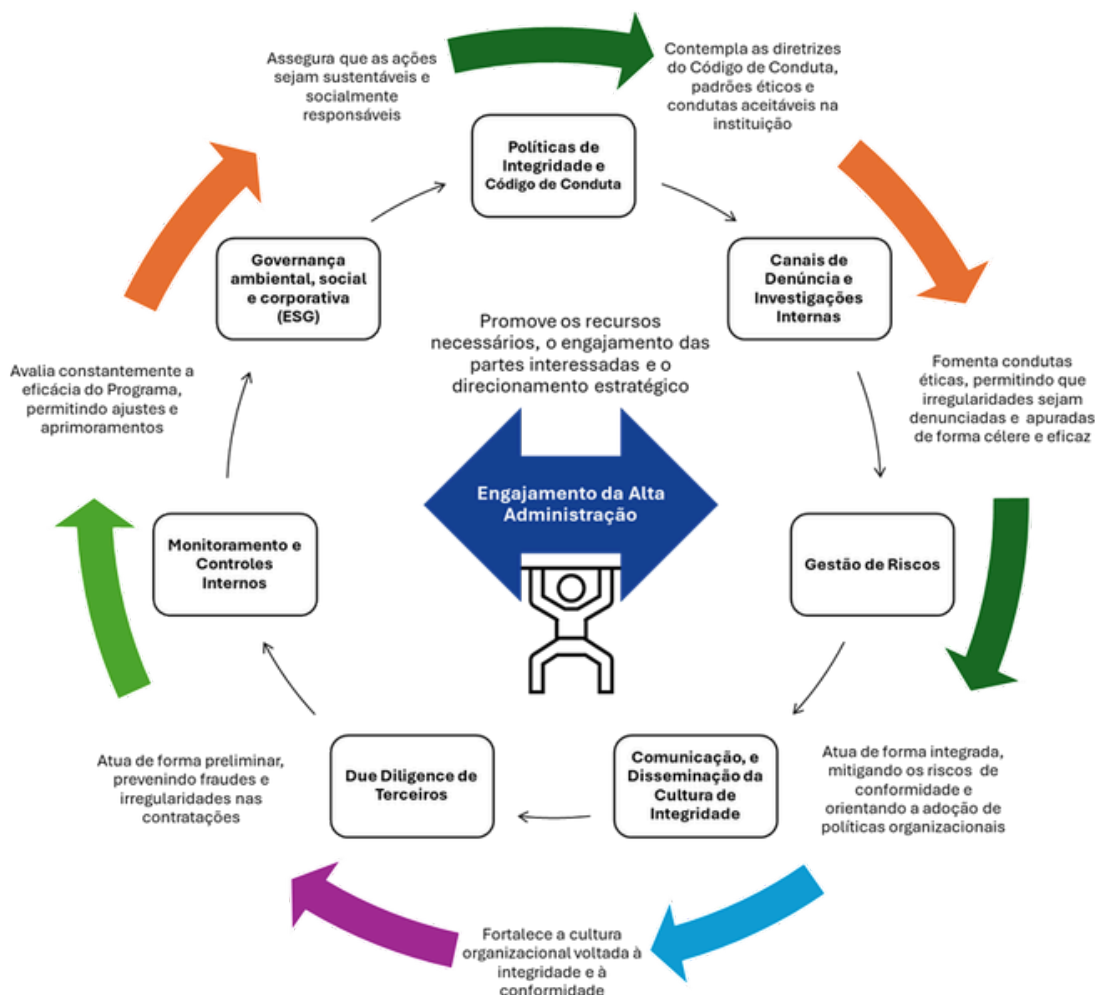 Assegura que as ações
sejam sustentáveis e
socialmente
responsáveis
Contempla as diretrizes
do Código de Conduta,
padrões éticos e
condutas aceitáveis na
instituição
Políticas de
Integridade e
Código de Conduta
Governança
ambiental, social
e corporativa
(ESG)
Canais de
Denúncia e
Investigações
Internas
Promove os recursos
necessários, o engajamento das
partes interessadas e o
direcionamento estratégico
Avalia constantemente a
eficácia do Programa,
permitindo ajustes e
aprimoramentos
Fomenta condutas
éticas, permitindo que
irregularidades sejam
denunciadas e apuradas
de forma célere e eficaz
Engajamento da Alta
Administração
Monitoramento e
Controles
Internos
Gestão de Riscos
Atua de forma preliminar,
prevenindo fraudes e
irregularidades nas
contratações
Due Diligence de
Terceiros
Comunicação, e
Disseminação da
Cultura de
Integridade
Atua de forma integrada,
mitigando os riscos de
conformidade e
orientando a adoção de
políticas organizacionais
Fortalece a cultura
organizacional voltada à
integridade e à
conformidade